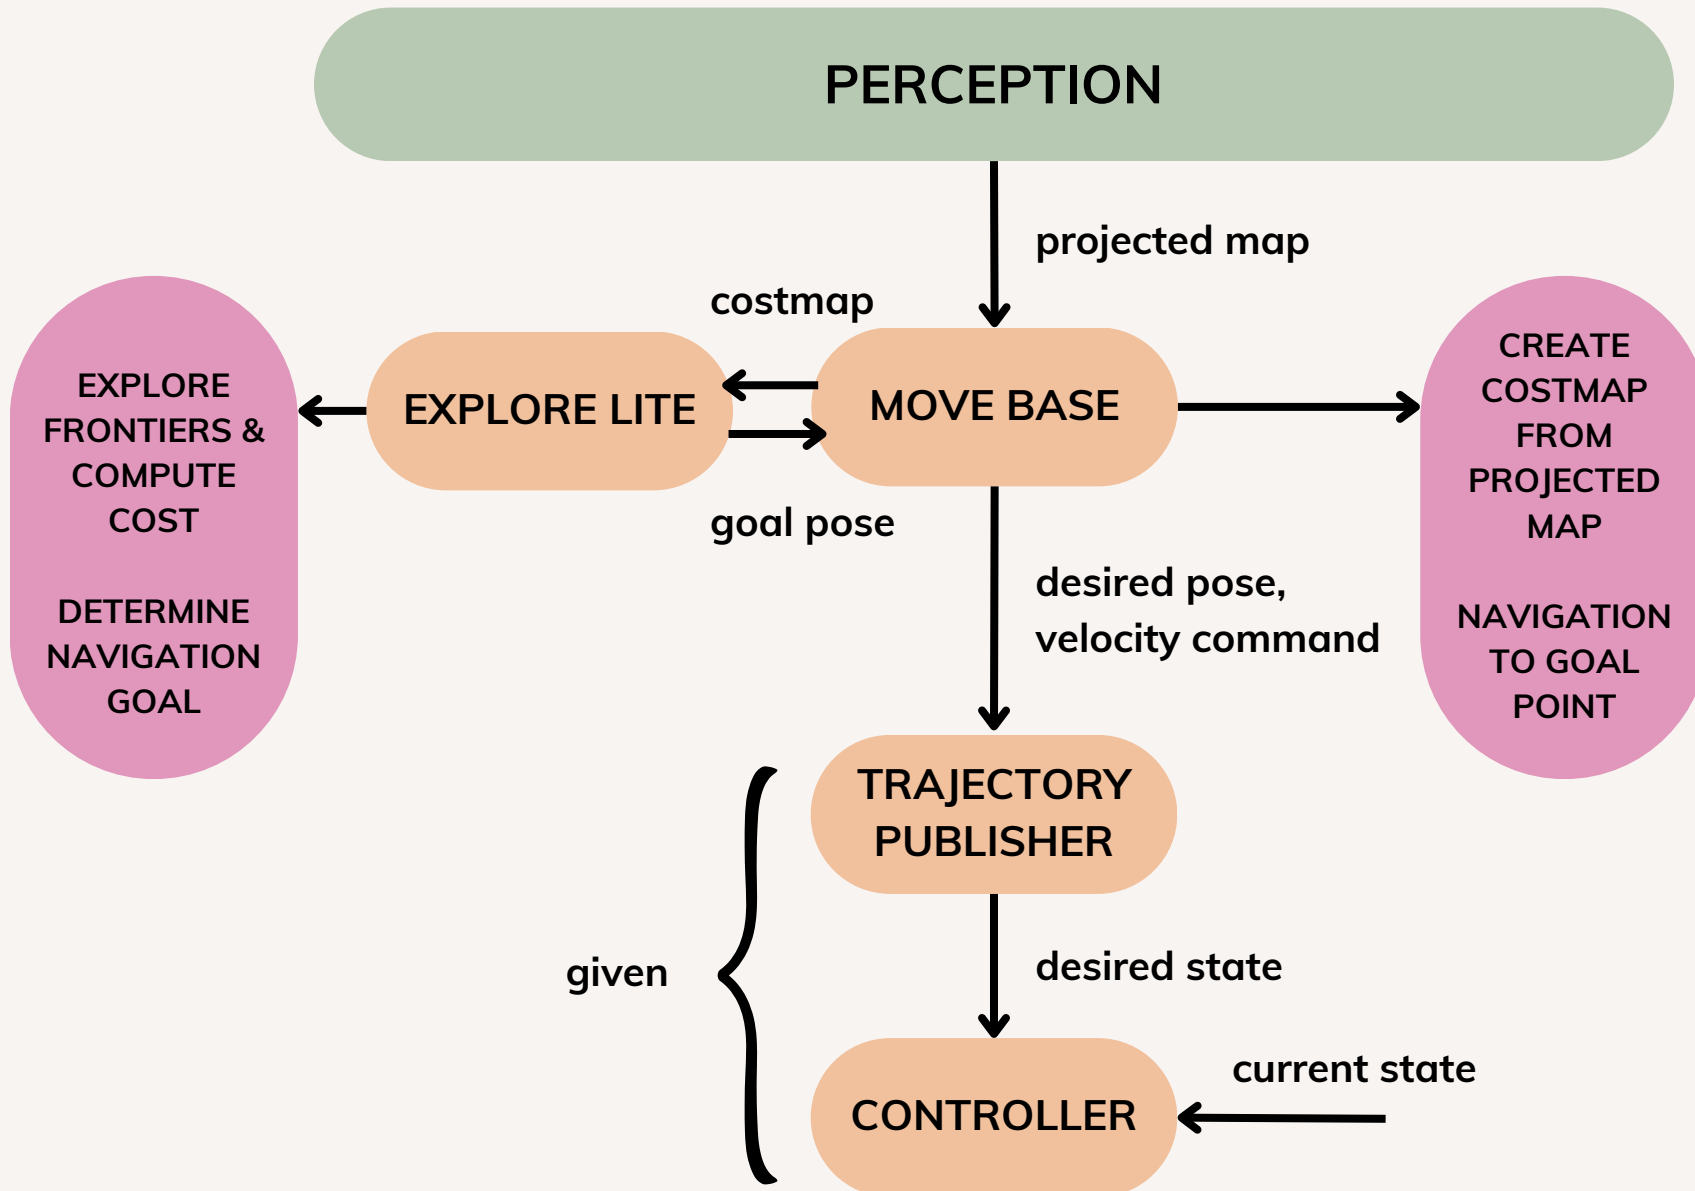 PERCEPTION
projected map
costmap
EXPLORE LITE
MOVE BASE
goal pose
EXPLORE
FRONTIERS &
COMPUTE
COST
DETERMINE
NAVIGATION
GOAL
CREATE
COSTMAP
FROM
PROJECTED
MAP
NAVIGATION
TO GOAL
POINT
desired pose,
velocity command
TRAJECTORY
PUBLISHER
given
desired state
current state
CONTROLLER